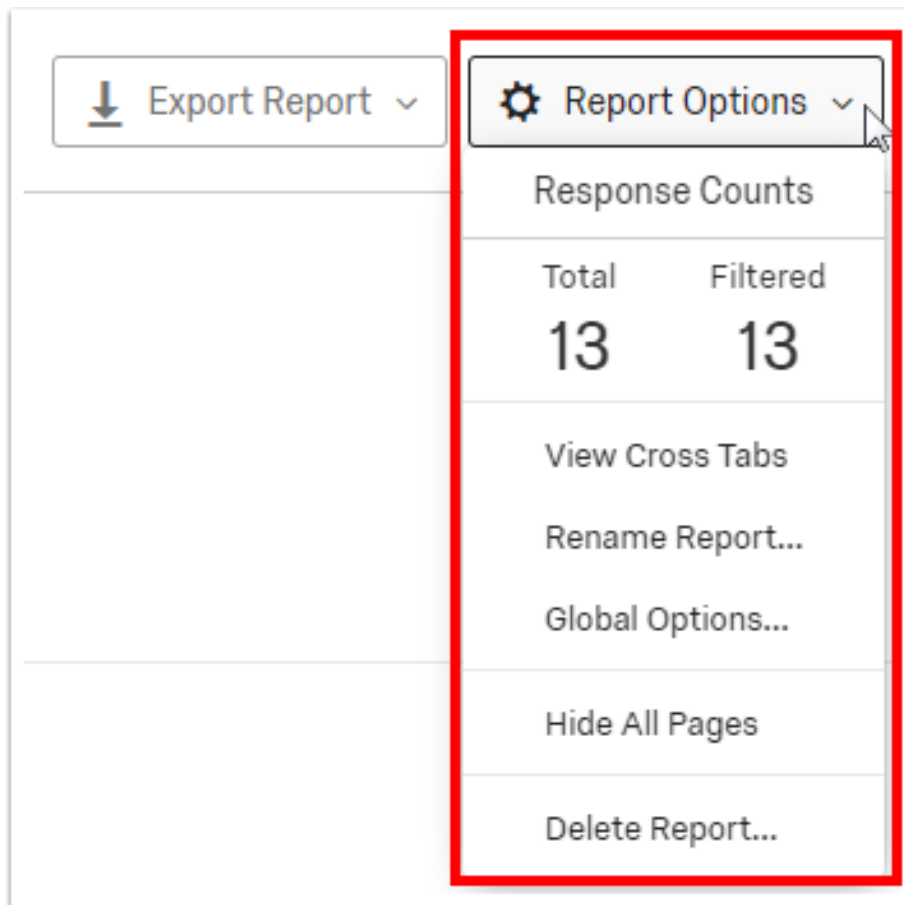 Export Report
Report Options
Response Counts
Total Filtered
13 13
View Cross Tabs
Rename Report...
Global Options...
Hide All Pages
Delete Report...